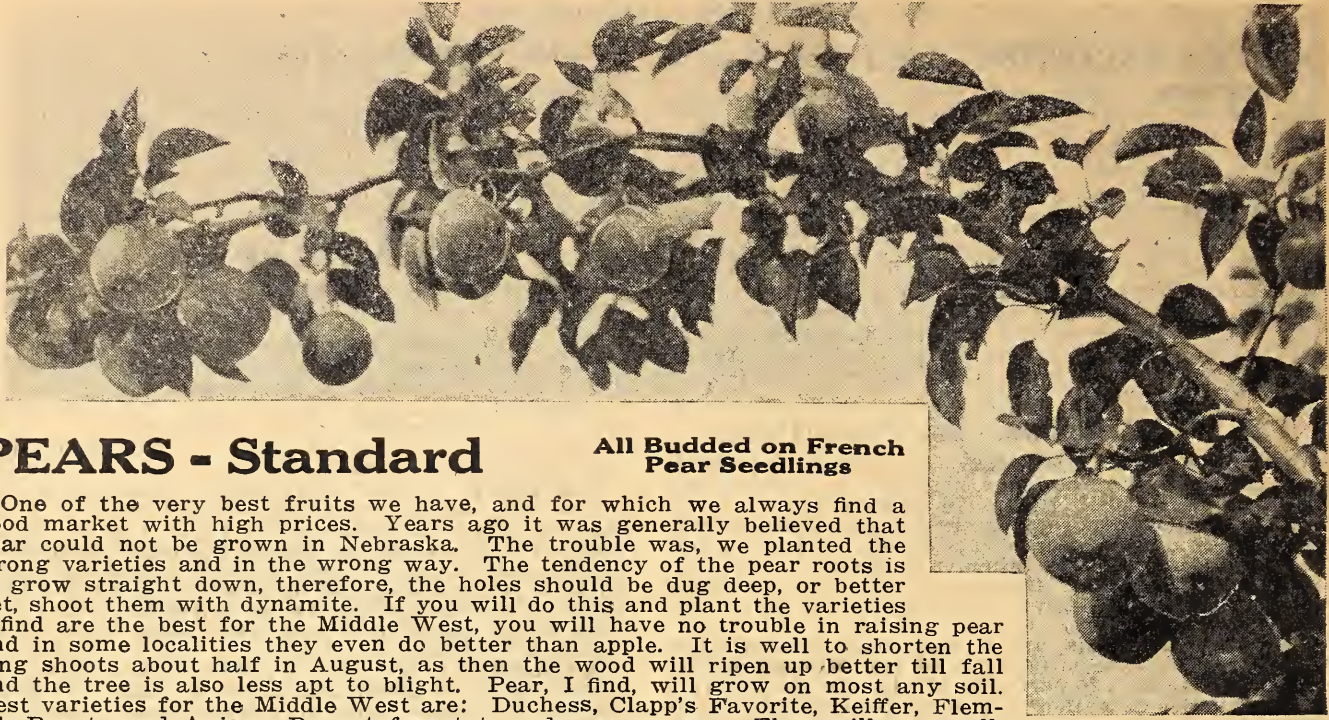 PEARS - Standard
All Budded on French
Pear Seedlings
One of the very best fruits we have, and for which we always find a
ood market with high prices. Years ago it was generally believed that
ar could not be grown in Nebraska. The trouble was, we planted the
rong varieties and in the wrong way. The tendency of the pear roots is
grow straight down, therefore, the holes should be dug deep, or better
et, shoot them with dynamite. If you will do this and plant the varieties
find are the best for the Middle West, you will have no trouble in raising pear
nd in some localities they even do better than apple. It is well to shorten the
ng shoots about half in August, as then the wood will ripen up better till fall
nd the tree is also less apt to blight. Pear, I find, will grow on most any soil.
est varieties for the Middle West are: Duchess, Clapp's Favorite, Keiffer, Flem-